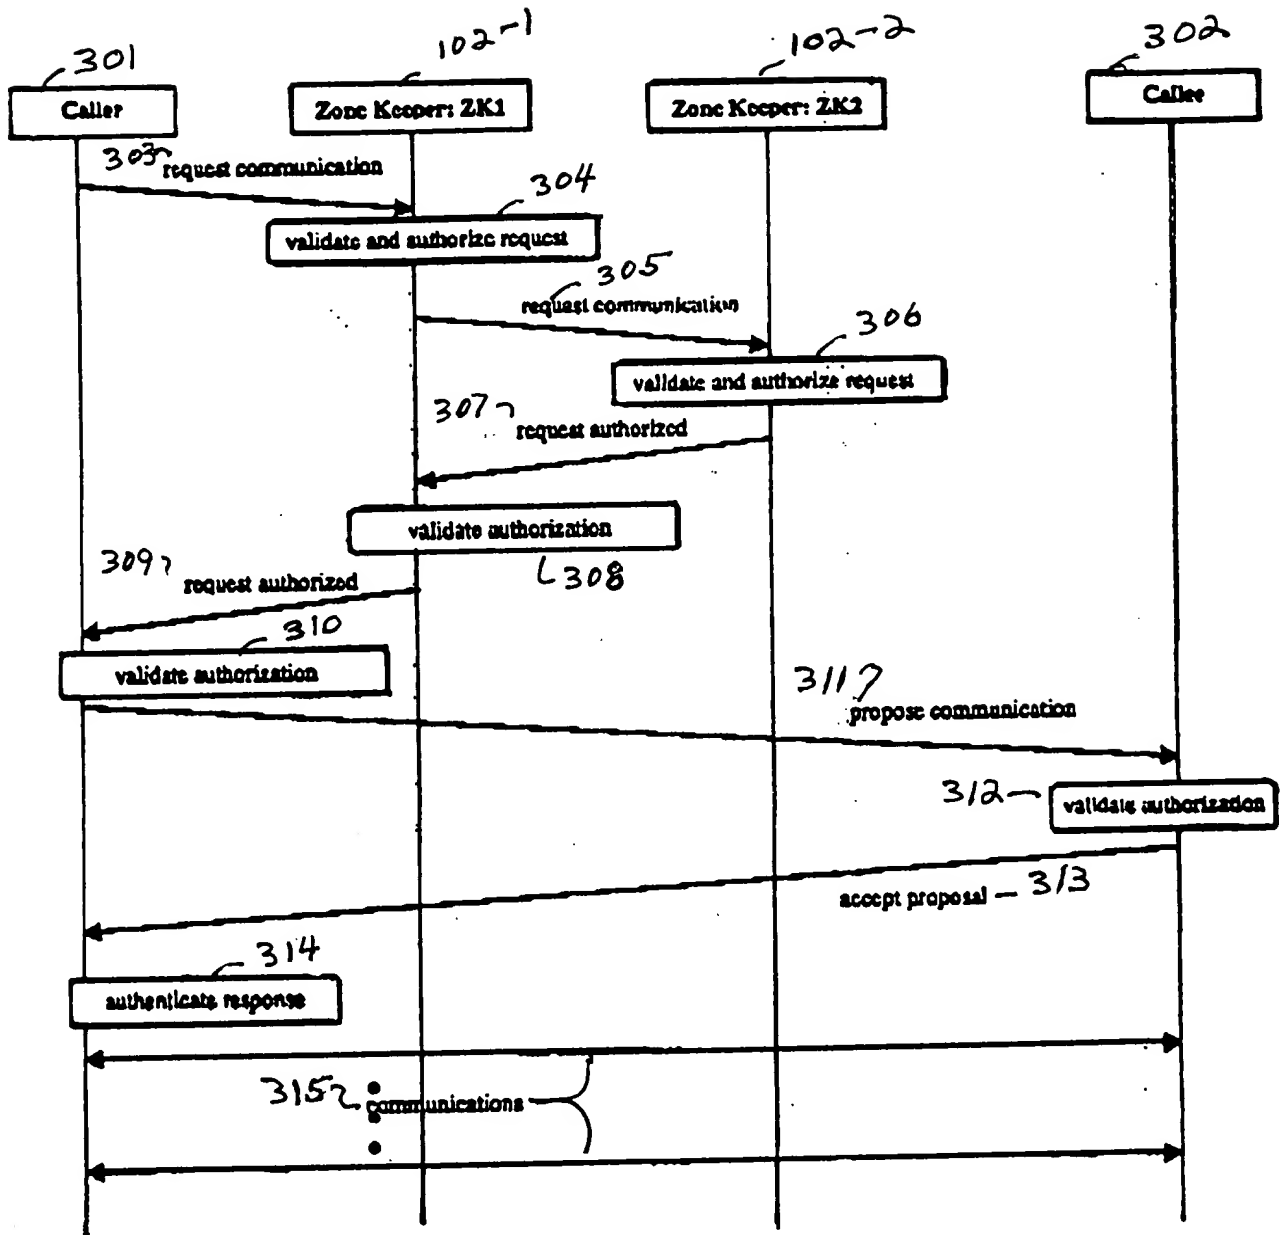 301
102-1
102-2
302
Caller
Zone Keeper: ZK1
Zone Keeper: ZK2
Callee
303
request communication
304
validate and authorize request
305
request communication
306
validate and authorize request
307
request authorized
validate authorization
308
309
request authorized
310
validate authorization
311
propose communication
312
validate authorization
accept proposal
313
314
authenticate response
315
communications